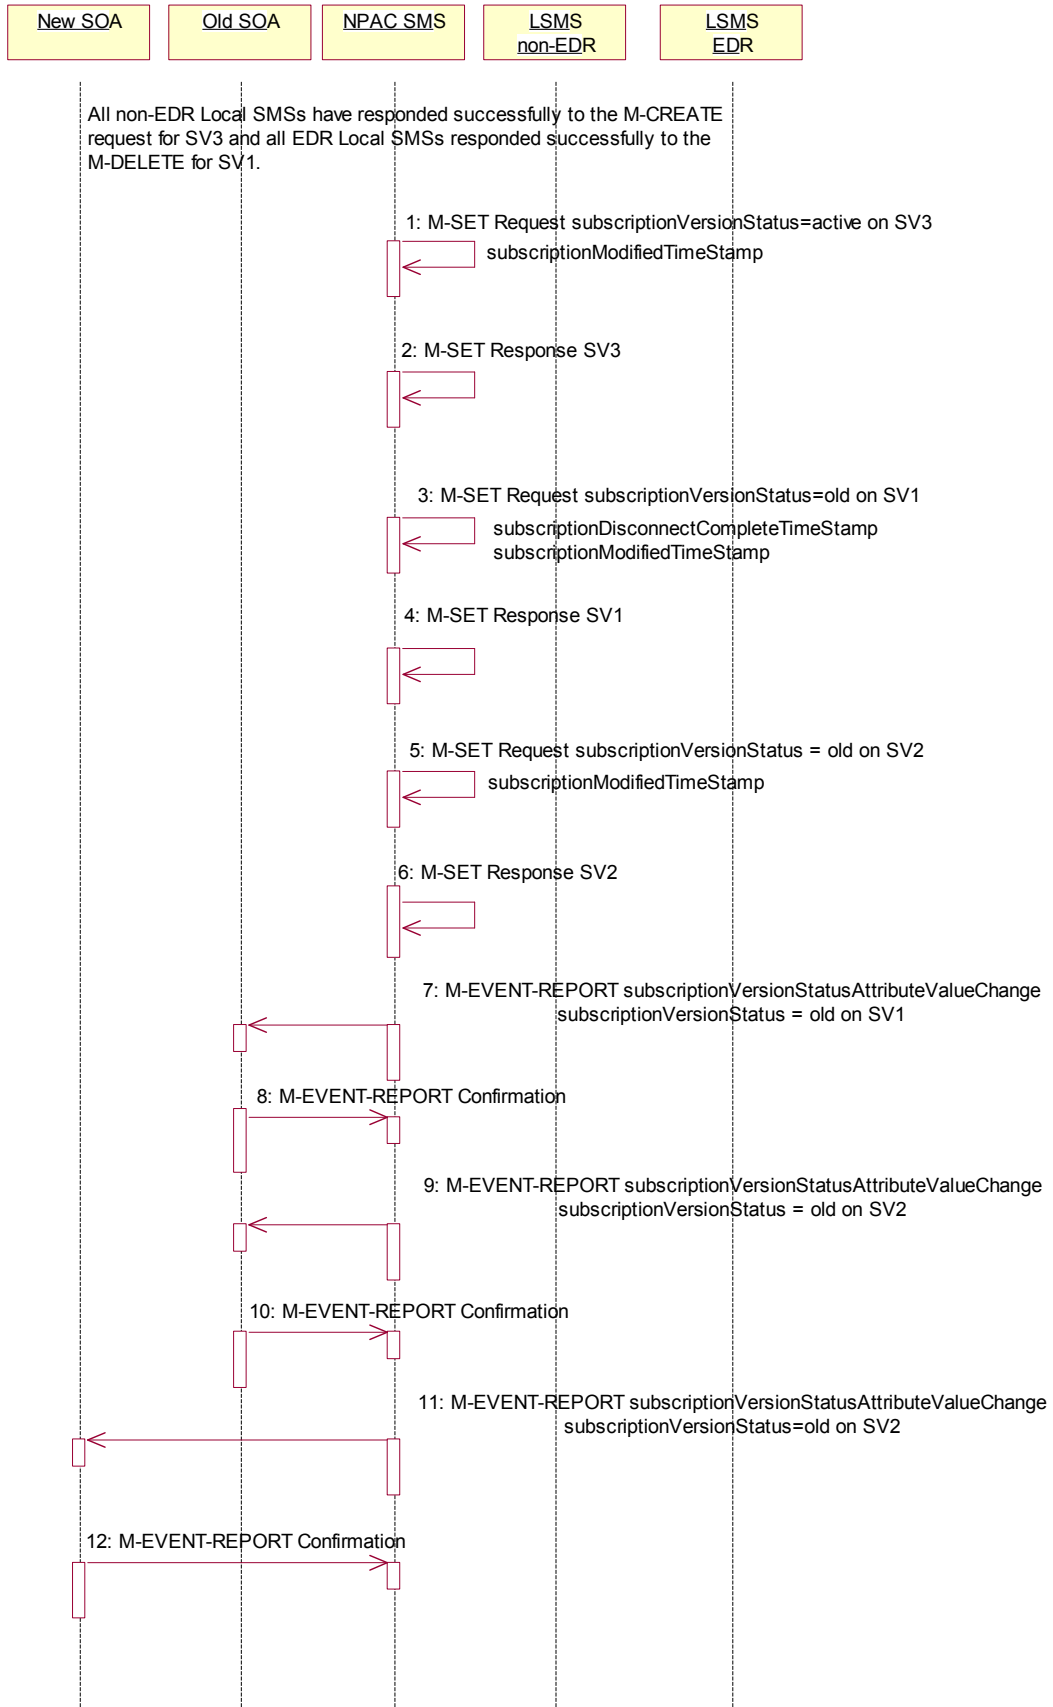 New SOA
Old SOA
NPAC SMS
LSMS
non-EDR
LSMS
EDR
All non-EDR Local SMSs have responded successfully to the M-CREATE
request for SV3 and all EDR Local SMSs responded successfully to the
M-DELETE for SV1.
1: M-SET Request subscriptionVersionStatus=active on SV3
subscriptionModifiedTimeStamp
2: M-SET Response SV3
3: M-SET Request subscriptionVersionStatus=old on SV1
subscriptionDisconnectCompleteTimeStamp
subscriptionModifiedTimeStamp
4: M-SET Response SV1
5: M-SET Request subscriptionVersionStatus = old on SV2
subscriptionModifiedTimeStamp
6: M-SET Response SV2
7: M-EVENT-REPORT subscriptionVersionStatusAttributeValueChange
subscriptionVersionStatus = old on SV1
8: M-EVENT-REPORT Confirmation
9: M-EVENT-REPORT subscriptionVersionStatusAttributeValueChange
subscriptionVersionStatus = old on SV2
10: M-EVENT-REPORT Confirmation
11: M-EVENT-REPORT subscriptionVersionStatusAttributeValueChange
subscriptionVersionStatus=old on SV2
12: M-EVENT-REPORT Confirmation